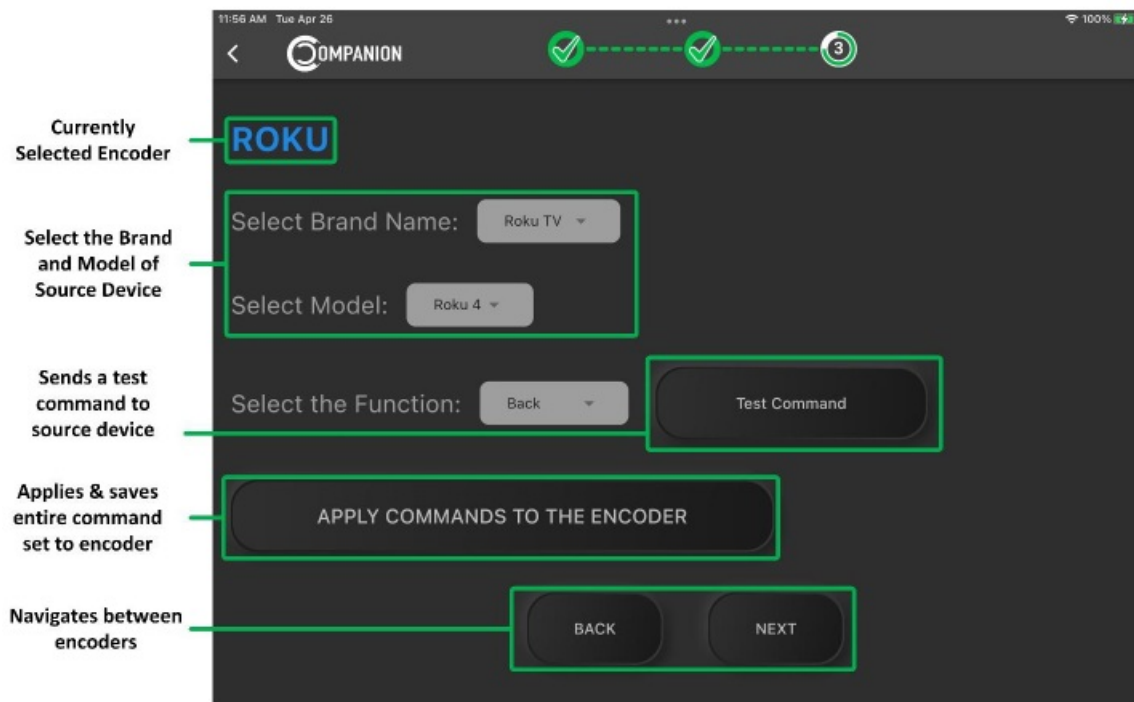 11:56 AM Tue Apr 26
100%
COMPANION
3
Currently
Selected Encoder
ROKU
Select the Brand
and Model of
Source Device
Select Brand Name: Roku TV
Select Model: Roku 4
Sends a test
command to
source device
Select the Function: Back Test Command
Applies & saves
entire command
set to encoder
APPLY COMMANDS TO THE ENCODER
Navigates between
encoders
BACK NEXT